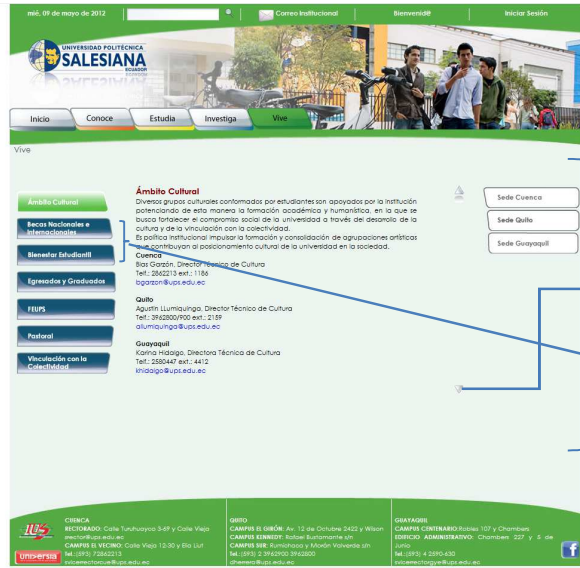 mié, 09 de mayo de 2012
Correo Institucional
Bienvenid@
Iniciar Sesión
UNIVERSIDAD POLITÉCNICA
SALESIANA
ECUADOR
Inicio
Conoce
Estudia
Investiga
Vive
Vive
Ámbito Cultural
Becas Nacionales e
Internacionales
Bienestar Estudiantil
Egresados y Graduados
FEUPS
Pastoral
Vinculación con la
Colectividad
Ámbito Cultural
Diversos grupos culturales conformados por estudiantes son apoyados por la institución
potenciando de esta manera la formación académica y humanística, en la que se
busca fortalecer el compromiso social de la universidad a través del desarrollo de la
cultura y de la vinculación con la colectividad.
Es política institucional impulsar la formación y consolidación de agrupaciones artísticas
que contribuyan al posicionamiento cultural de la universidad en la sociedad.
Cuenca
Blas Garzón, Director Técnico de Cultura
Telf.: 2862213 ext.: 1186
bgarzon@ups.edu.ec
Quito
Agustín LLumiquinga, Director Técnico de Cultura
Telf.: 3962800/900 ext.: 2159
allumiquinga@ups.edu.ec
Guayaquil
Karina Hidalgo, Directora Técnica de Cultura
Telf.: 2580447 ext.: 4412
khidalgo@ups.edu.ec
Sede Cuenca
Sede Quito
Sede Guayaquil
IUS
universia
CUENCA
RECTORADO: Calle Turuhuayco 3-69 y Calle Vieja
srector@ups.edu.ec
CAMPUS EL VECINO: Calle Vieja 12-30 y Elia Liut
Tel.:(593) 72862213
QUITO
CAMPUS EL GIRÓN: Av. 12 de Octubre 2422 y Wilson
CAMPUS KENNEDY: Rafael Bustamante s/n
CAMPUS SUR: Rumichaca y Morán Valverde s/n
Tel.:(593) 2 3962900 3962800
dherrera@ups.edu.ec
GUAYAQUIL
CAMPUS CENTENARIO:Robles 107 y Chambers
EDIFICIO ADMINISTRATIVO: Chambers 227 y 5 de
Junio
Tel.:(593) 4 2590-630
f